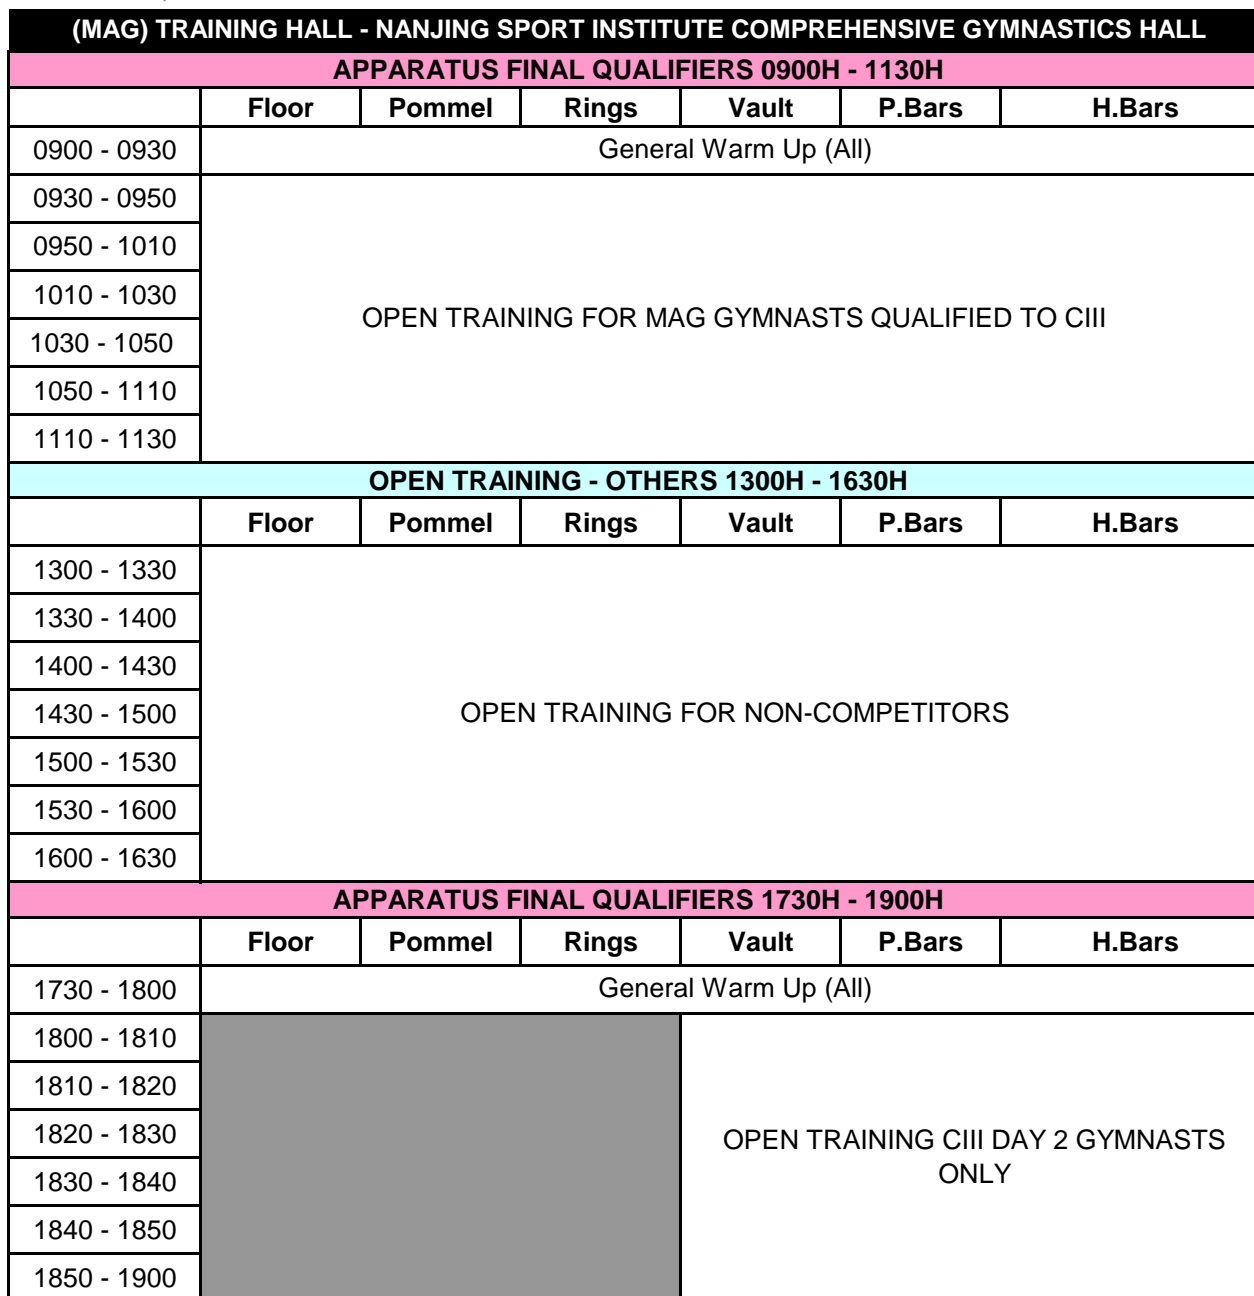 (MAG) TRAINING HALL - NANJING SPORT INSTITUTE COMPREHENSIVE GYMNASTICS HALL
APPARATUS FINAL QUALIFIERS 0900H - 1130H
Floor Pommel Rings Vault P.Bars H.Bars
0900 - 0930 General Warm Up (All)
0930 - 0950
0950 - 1010
1010 - 1030
OPEN TRAINING FOR MAG GYMNASTS QUALIFIED TO CIII
1030 - 1050
1050 - 1110
1110 - 1130
OPEN TRAINING - OTHERS 1300H - 1630H
Floor Pommel Rings Vault P.Bars H.Bars
1300 - 1330
1330 - 1400
1400 - 1430
1430 - 1500 OPEN TRAINING FOR NON-COMPETITORS
1500 - 1530
1530 - 1600
1600 - 1630
APPARATUS FINAL QUALIFIERS 1730H - 1900H
Floor Pommel Rings Vault P.Bars H.Bars
1730 - 1800 General Warm Up (All)
1800 - 1810
1810 - 1820
1820 - 1830 OPEN TRAINING CIII DAY 2 GYMNASTS
1830 - 1840 ONLY
1840 - 1850
1850 - 1900